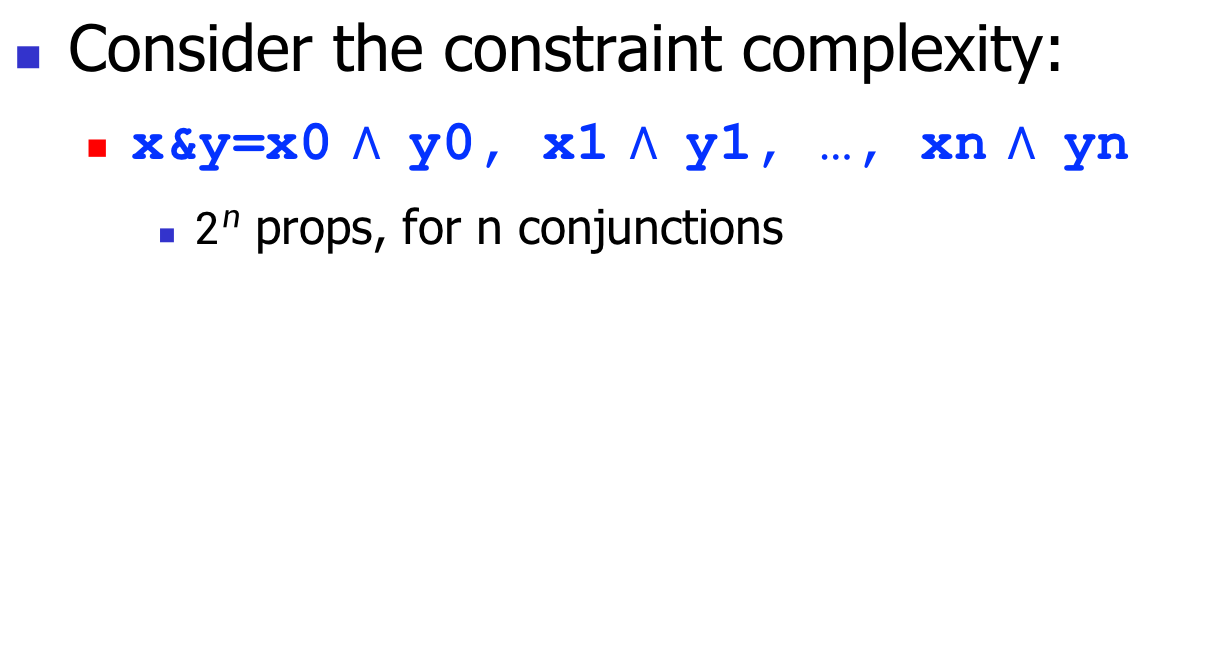 Consider the constraint complexity:
x&y=x0 ∧ y0, x1 ∧ y1, …, xn ∧ yn
2ⁿ props, for n conjunctions